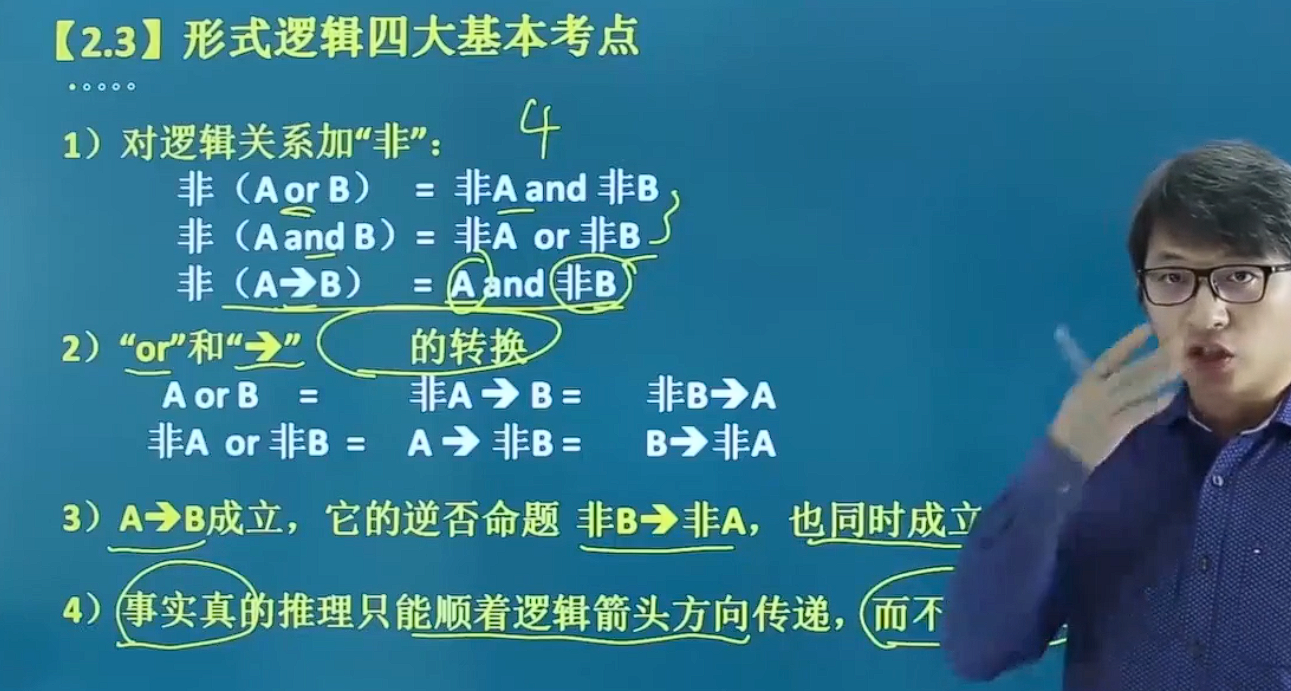 【2.3】形式逻辑四大基本考点
1）对逻辑关系加“非”： 4
非（A or B） = 非A and 非B
非（A and B）= 非A or 非B
非（A➔B） = A and 非B
2）“or”和“➔” 的转换
A or B = 非A ➔ B = 非B➔A
非A or 非B = A ➔ 非B = B➔非A
3）A➔B成立，它的逆否命题 非B➔非A，也同时成立
4）事实真的推理只能顺着逻辑箭头方向传递，而不